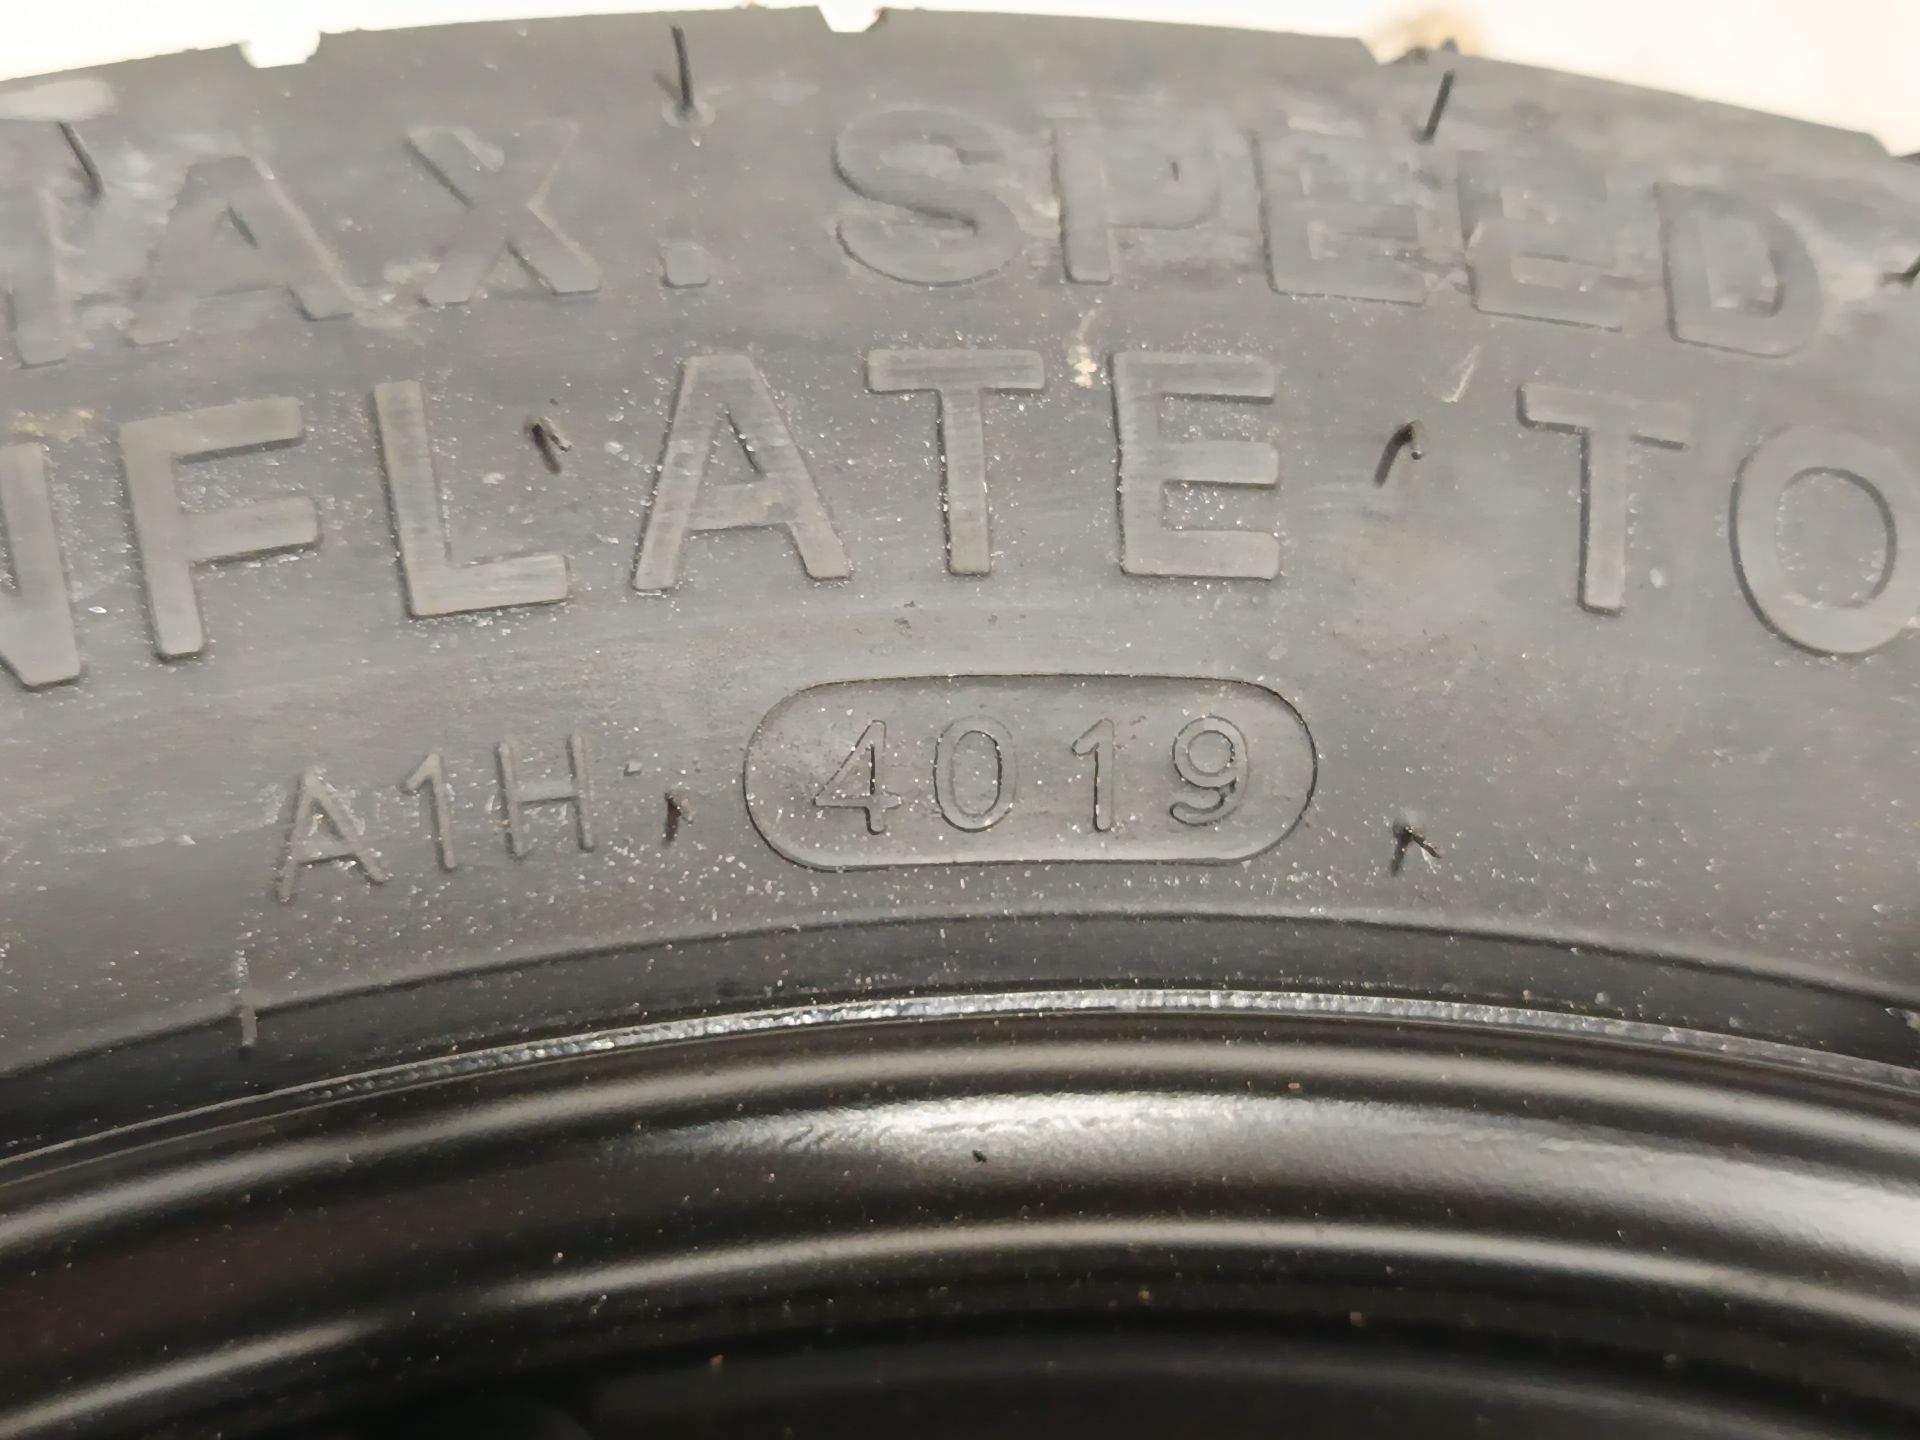 MAX. SPEED
INFLATE TO
A1H 4019